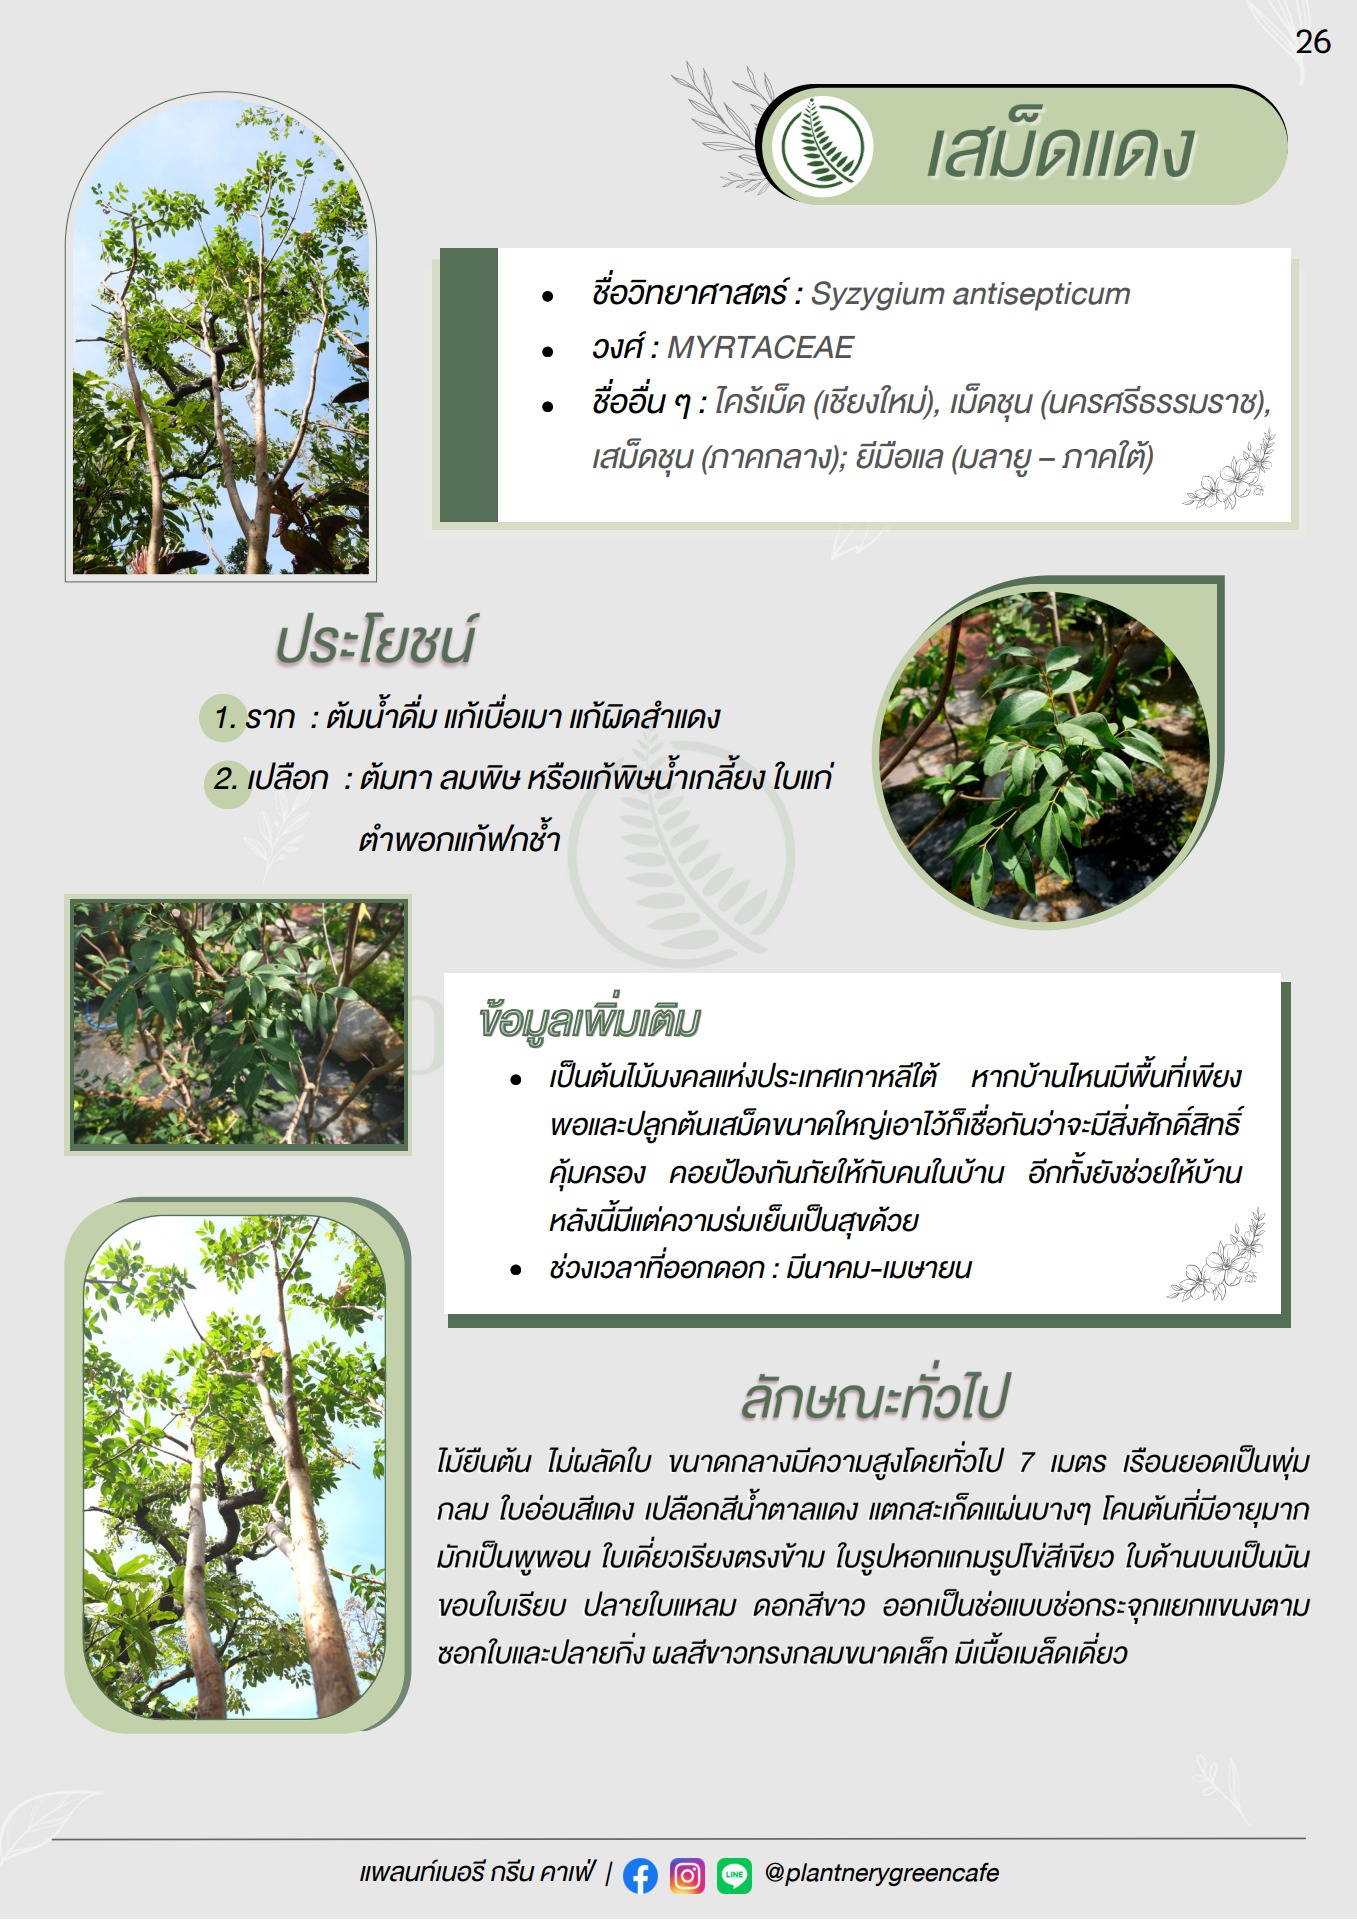 26
เสม็ดแดง
ชื่อวิทยาศาสตร์ : Syzygium antisepticum
วงศ์ : MYRTACEAE
ชื่ออื่น ๆ : ไคร้เม็ด (เชียงใหม่), เม็ดชุน (นครศรีธรรมราช),
เสม็ดชุน (ภาคกลาง); ยีมือแล (มลายู – ภาคใต้)
ประโยชน์
1. ราก : ต้มน้ำดื่ม แก้เบื่อเมา แก้ผิดสำแดง
2. เปลือก : ต้มทา ลมพิษ หรือแก้พิษน้ำเกลี้ยง ใบแก่
ตำพอกแก้ฟกช้ำ
ข้อมูลเพิ่มเติม
เป็นต้นไม้มงคลแห่งประเทศเกาหลีใต้ หากบ้านไหนมีพื้นที่เพียง
พอและปลูกต้นเสม็ดขนาดใหญ่เอาไว้ก็เชื่อกันว่าจะมีสิ่งศักดิ์สิทธิ์
คุ้มครอง คอยป้องกันภัยให้กับคนในบ้าน อีกทั้งยังช่วยให้บ้าน
หลังนี้มีแต่ความร่มเย็นเป็นสุขด้วย
ช่วงเวลาที่ออกดอก : มีนาคม-เมษายน
ลักษณะทั่วไป
ไม้ยืนต้น ไม่ผลัดใบ ขนาดกลางมีความสูงโดยทั่วไป 7 เมตร เรือนยอดเป็นพุ่ม
กลม ใบอ่อนสีแดง เปลือกสีน้ำตาลแดง แตกสะเก็ดแผ่นบางๆ โคนต้นที่มีอายุมาก
มักเป็นพูพอน ใบเดี่ยวเรียงตรงข้าม ใบรูปหอกแกมรูปไข่สีเขียว ใบด้านบนเป็นมัน
ขอบใบเรียบ ปลายใบแหลม ดอกสีขาว ออกเป็นช่อแบบช่อกระจุกแยกแขนงตาม
ซอกใบและปลายกิ่ง ผลสีขาวทรงกลมขนาดเล็ก มีเนื้อเมล็ดเดี่ยว
แพลนท์เนอรี กรีน คาเฟ่ | LINE @plantnerygreencafe